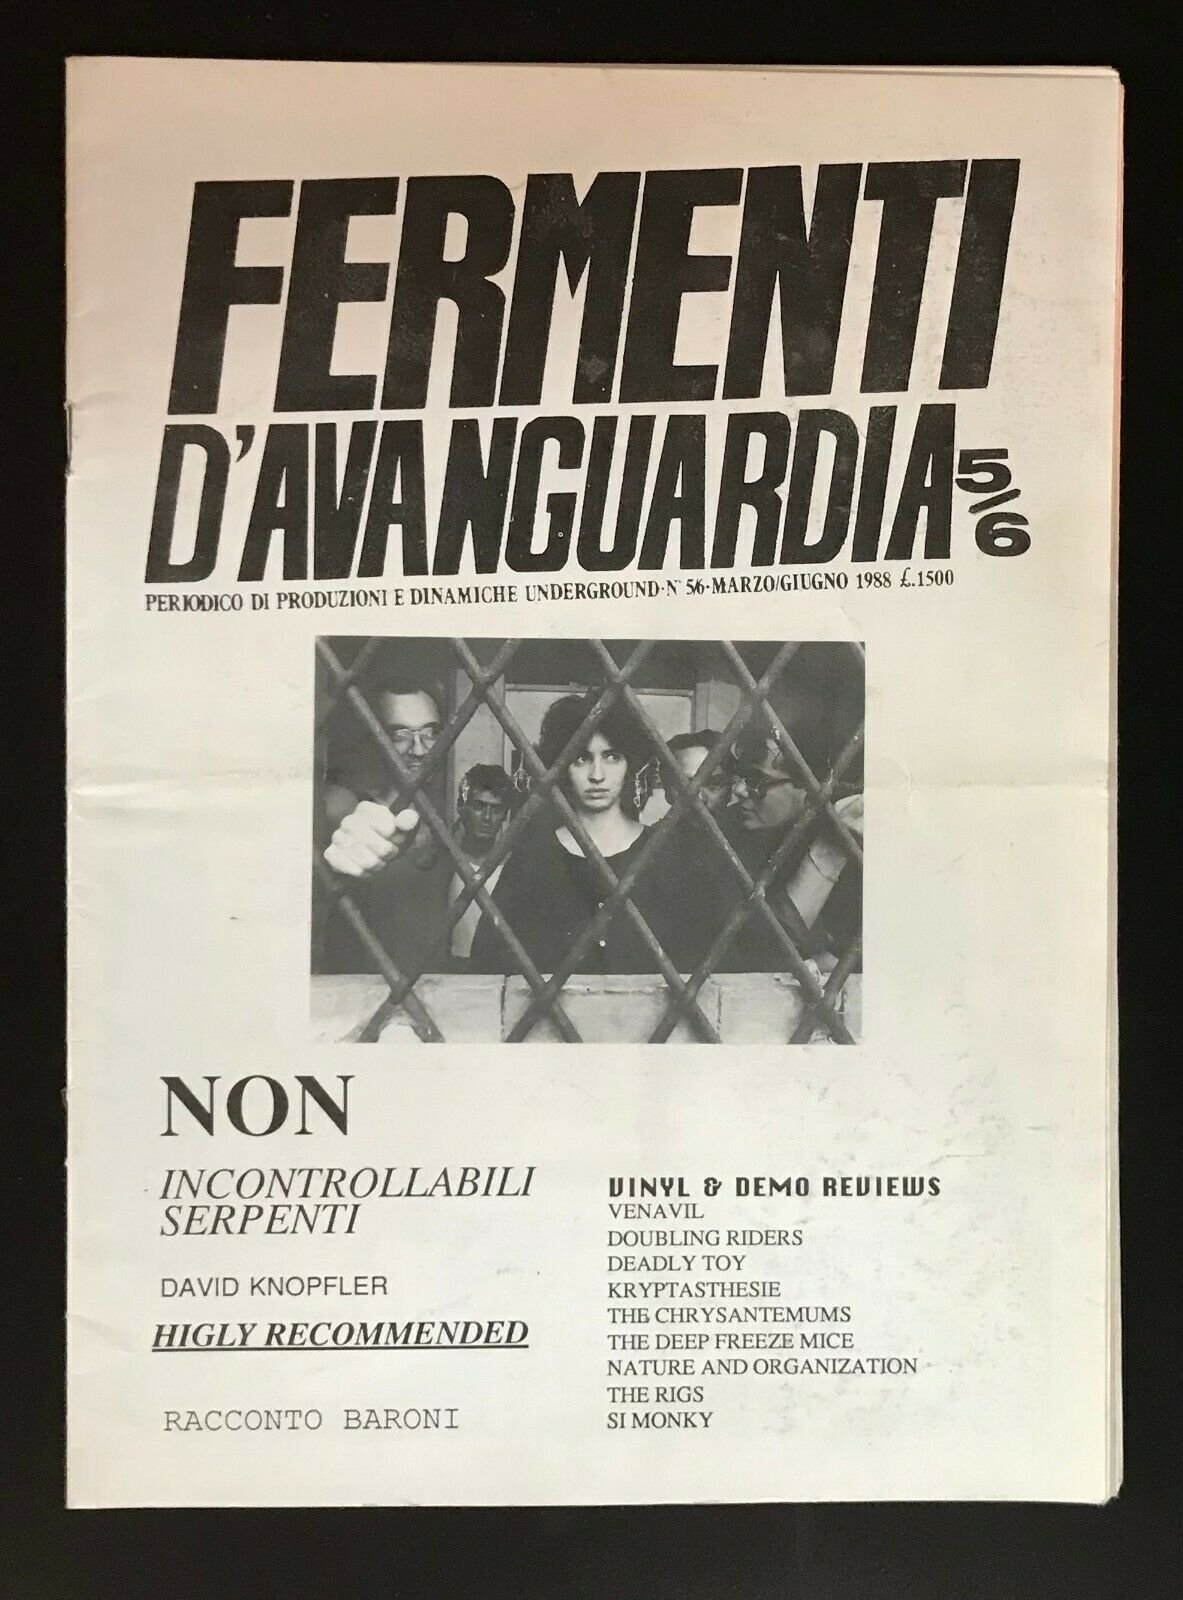 FERMENTI
D'AVANGUARDIA 5/6
PERIODICO DI PRODUZIONI E DINAMICHE UNDERGROUND·N° 5/6·MARZO/GIUGNO 1988 £.1500
NON
INCONTROLLABILI
SERPENTI
DAVID KNOPFLER
HIGLY RECOMMENDED
RACCONTO BARONI
VINYL & DEMO REVIEWS
VENAVIL
DOUBLING RIDERS
DEADLY TOY
KRYPTASTHESIE
THE CHRYSANTEMUMS
THE DEEP FREEZE MICE
NATURE AND ORGANIZATION
THE RIGS
SI MONKY